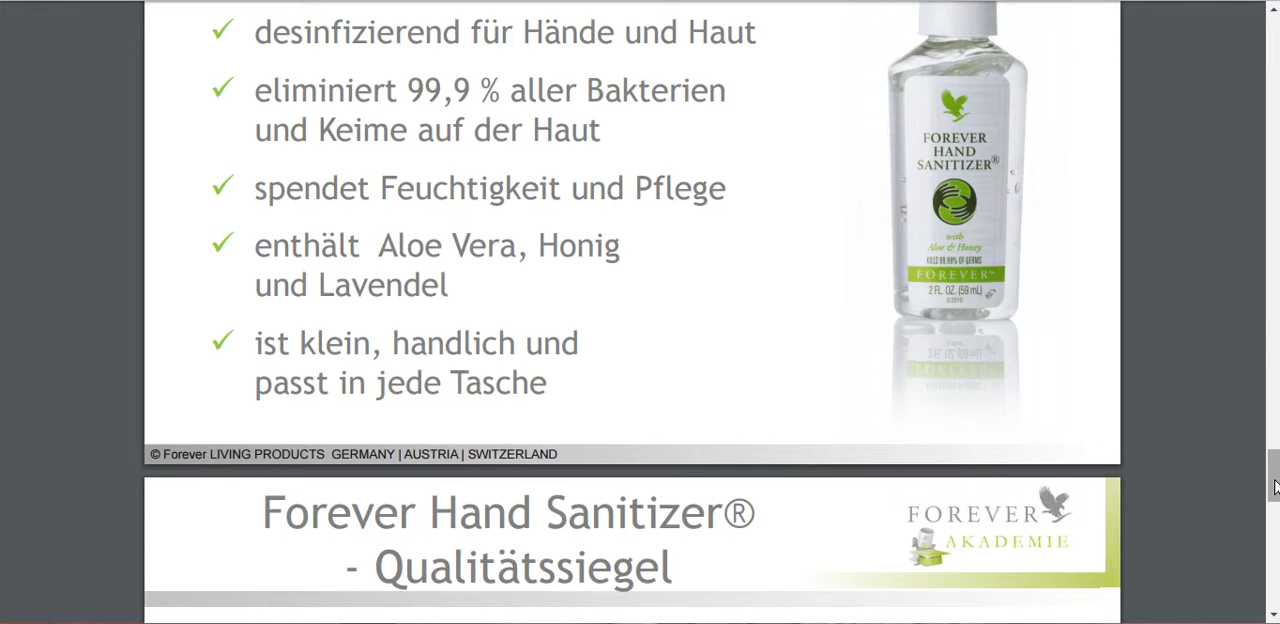 desinfizierend für Hände und Haut
eliminiert 99,9 % aller Bakterien
und Keime auf der Haut
spendet Feuchtigkeit und Pflege
enthält Aloe Vera, Honig
und Lavendel
ist klein, handlich und
passt in jede Tasche
FOREVER
HAND
SANITIZER®
with
Aloe & Honey
KILLS 99.99% OF GERMS
FOREVER™
2 FL. OZ. (59 mL)
© Forever LIVING PRODUCTS GERMANY | AUSTRIA | SWITZERLAND
Forever Hand Sanitizer®
- Qualitätssiegel
FOREVER
AKADEMIE